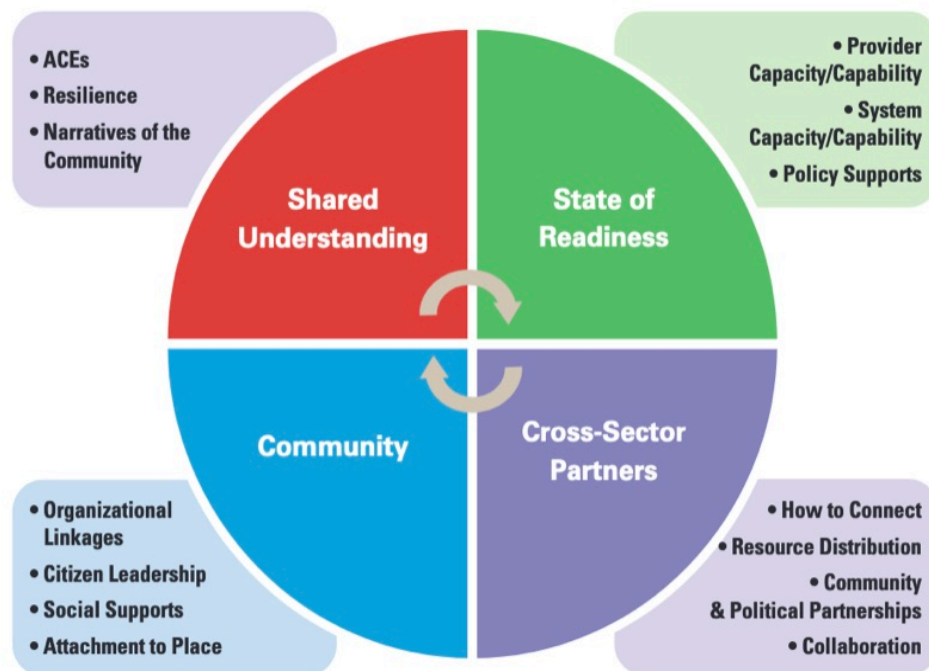 • ACEs
• Resilience
• Narratives of the
Community
• Provider
Capacity/Capability
• System
Capacity/Capability
• Policy Supports
Shared
Understanding
State of
Readiness
Community
Cross-Sector
Partners
• Organizational
Linkages
• Citizen Leadership
• Social Supports
• Attachment to Place
• How to Connect
• Resource Distribution
• Community
& Political Partnerships
• Collaboration